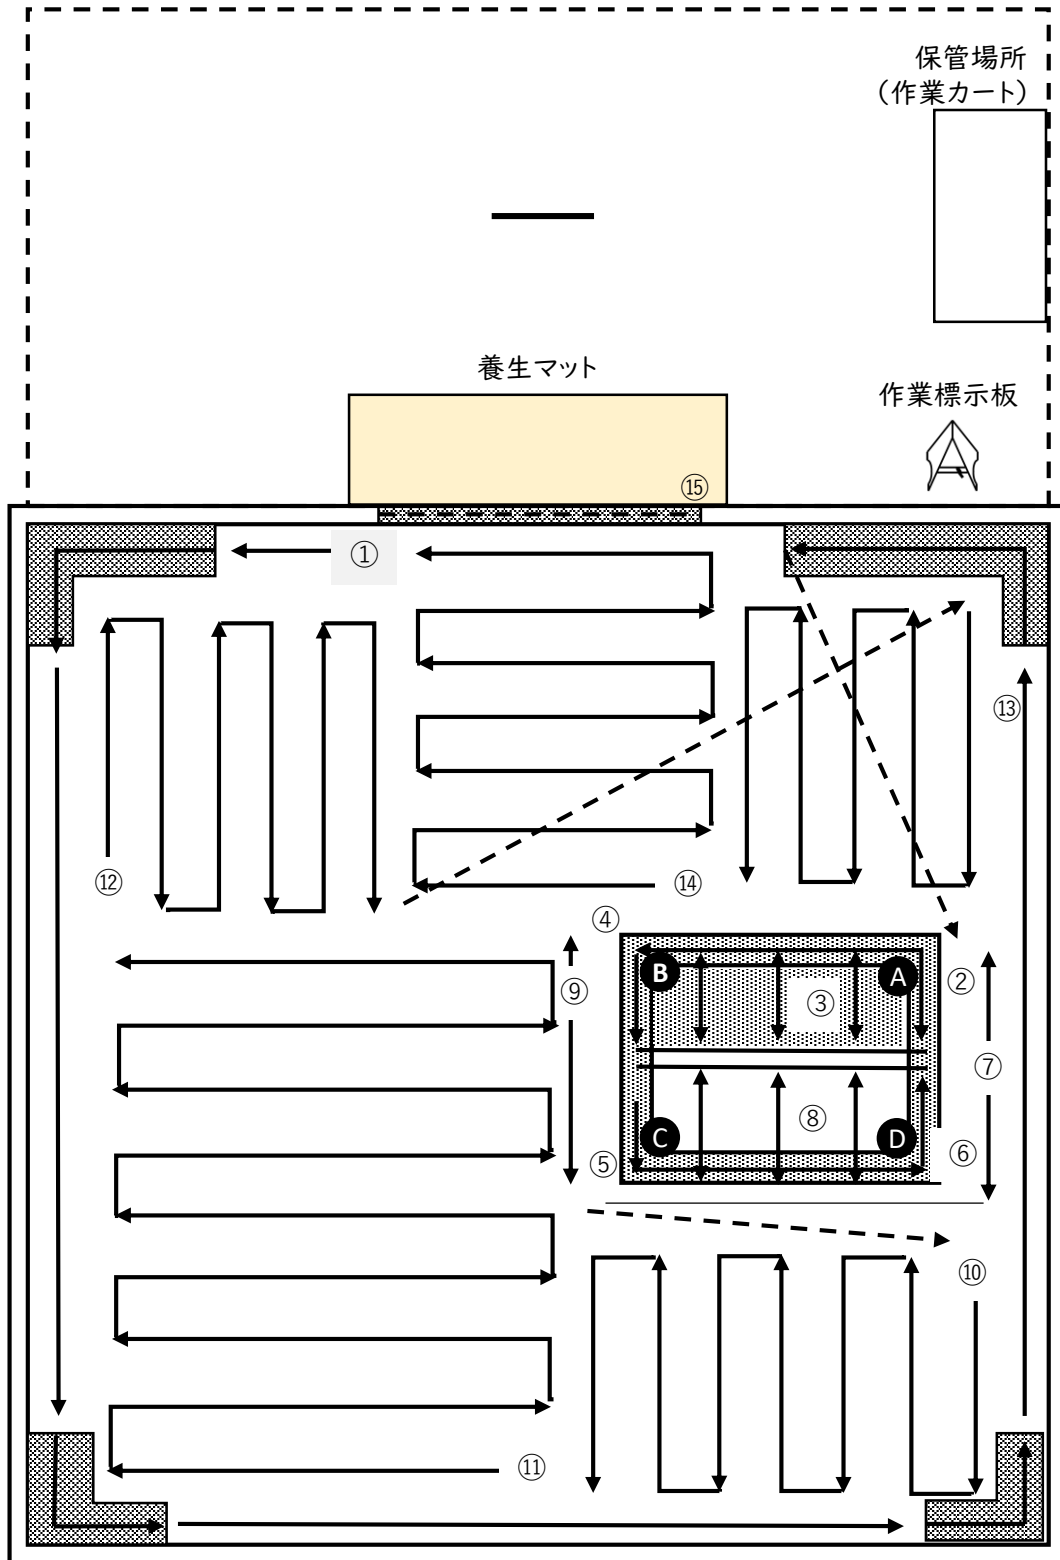 保管場所
(作業カート)
養生マット
作業標示板
⑮
①
⑬
⑫
⑭
④
B
A
②
⑨
③
⑦
⑧
C
D
⑤
⑥
⑩
⑪